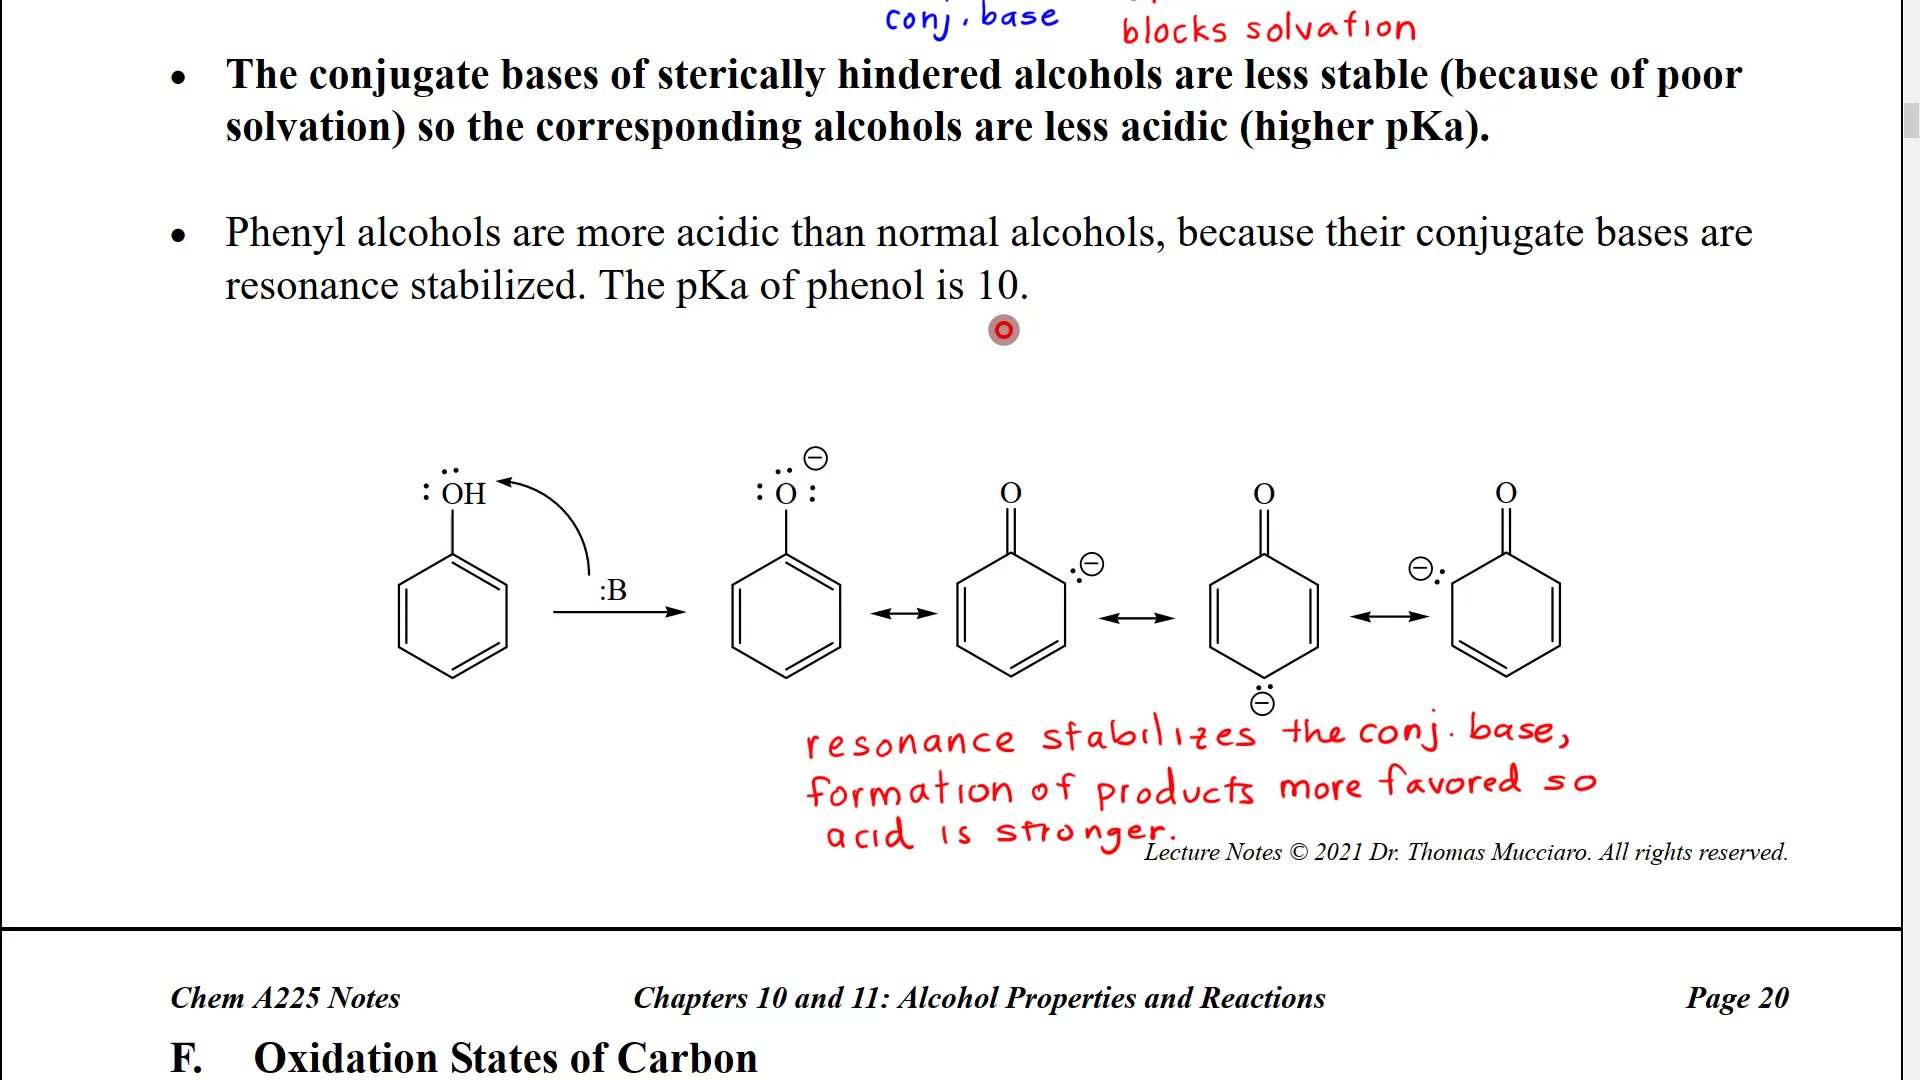 conj. base
blocks solvation
• The conjugate bases of sterically hindered alcohols are less stable (because of poor
solvation) so the corresponding alcohols are less acidic (higher pKa).
• Phenyl alcohols are more acidic than normal alcohols, because their conjugate bases are
resonance stabilized. The pKa of phenol is 10.
:OH
:B
:O:
O
O
O
resonance stabilizes the conj. base,
formation of products more favored so
acid is stronger.
Lecture Notes © 2021 Dr. Thomas Mucciaro. All rights reserved.
Chem A225 Notes
Chapters 10 and 11: Alcohol Properties and Reactions
Page 20
F. Oxidation States of Carbon